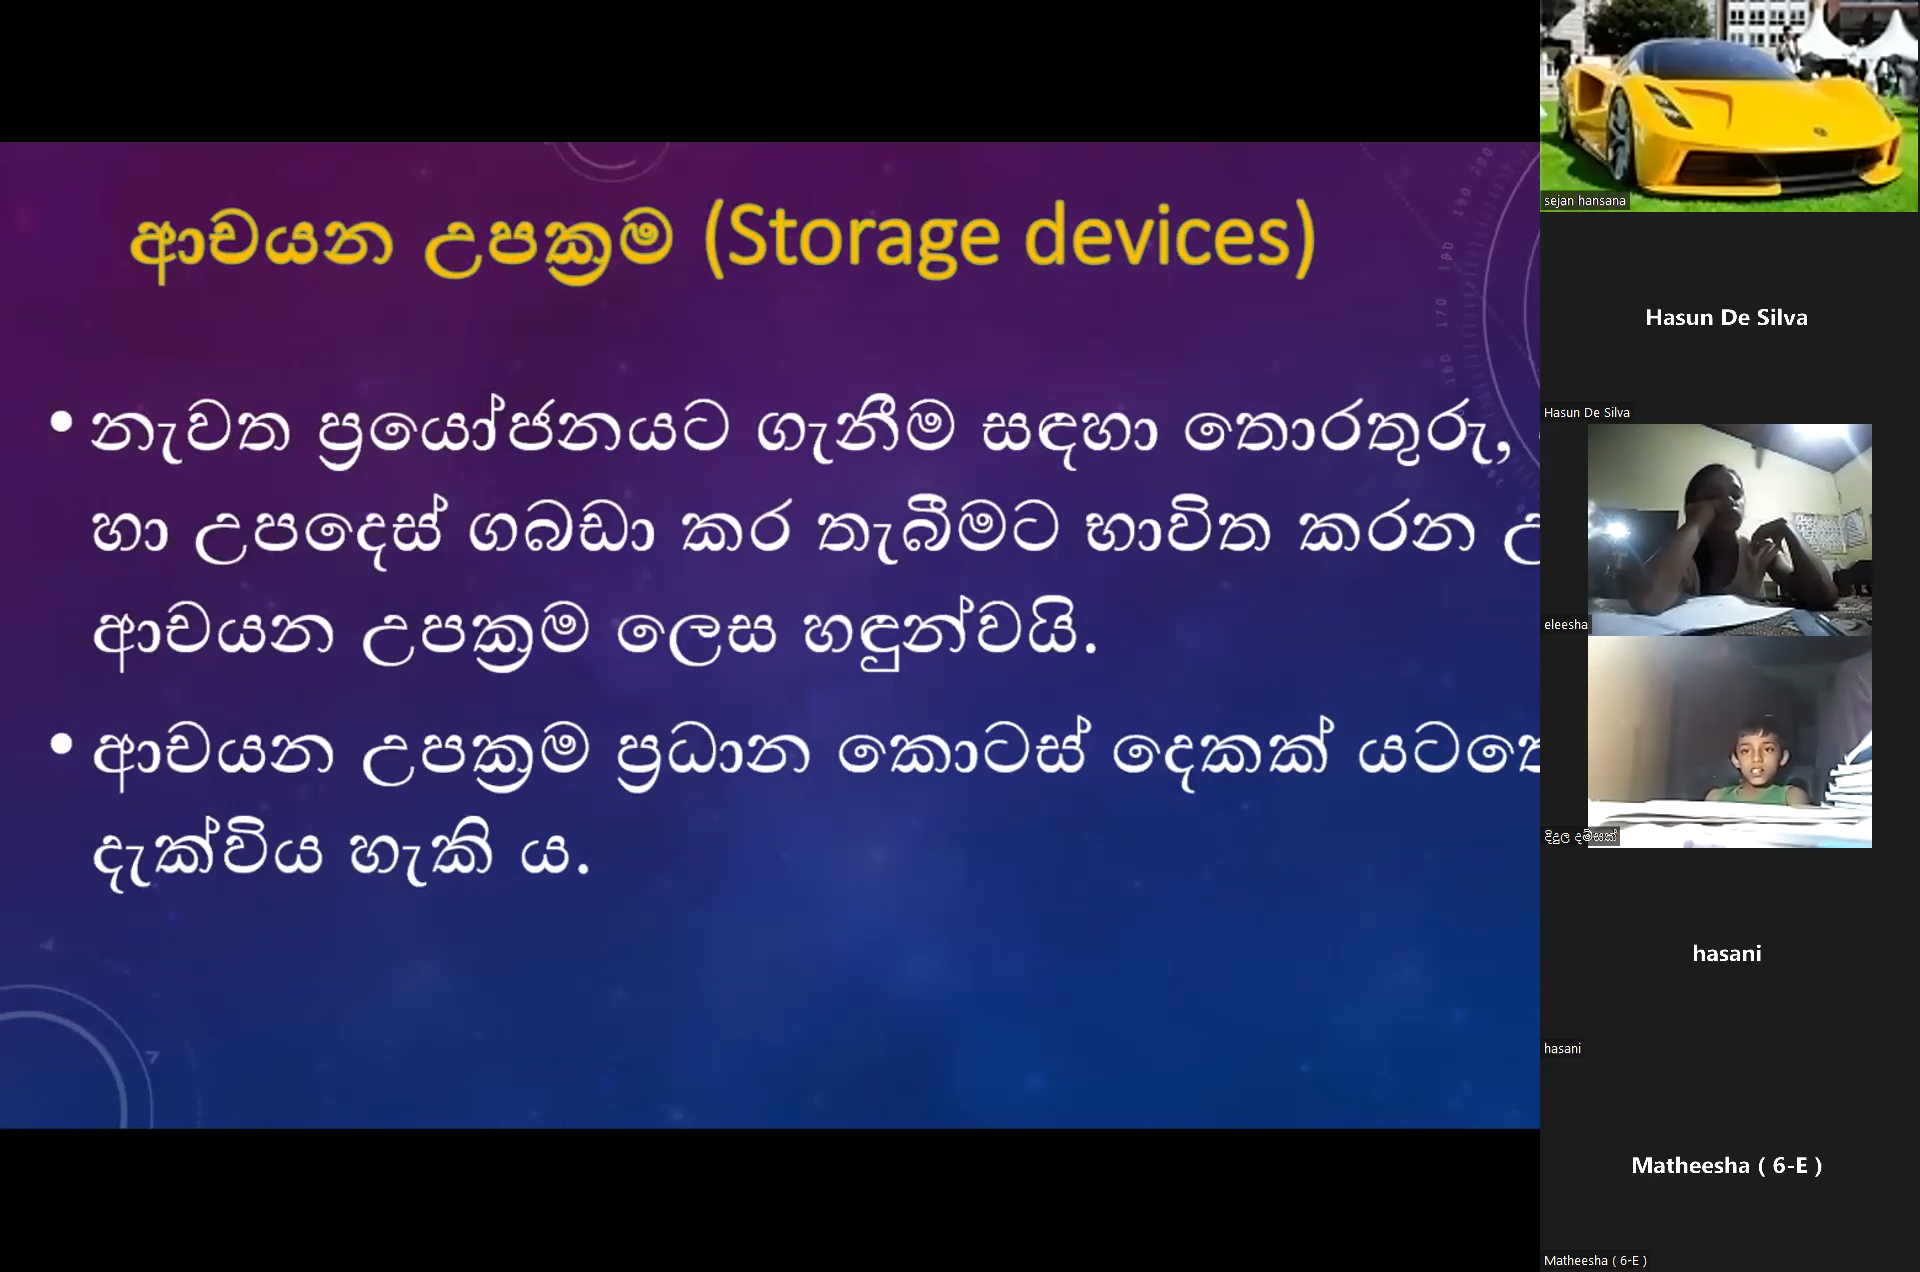 ආචයන උපක්‍රම (Storage devices)
• නැවත ප්‍රයෝජනයට ගැනීම සඳහා තොරතුරු,
හා උපදෙස් ගබඩා කර තැබීමට භාවිත කරන
ආචයන උපක්‍රම ලෙස හඳුන්වයි.
• ආචයන උපක්‍රම ප්‍රධාන කොටස් දෙකක්
දැක්විය හැකි ය.
sejan hansana
Hasun De Silva
Hasun De Silva
eleesha
hasani
hasani
Matheesha ( 6-E )
Matheesha ( 6-E )